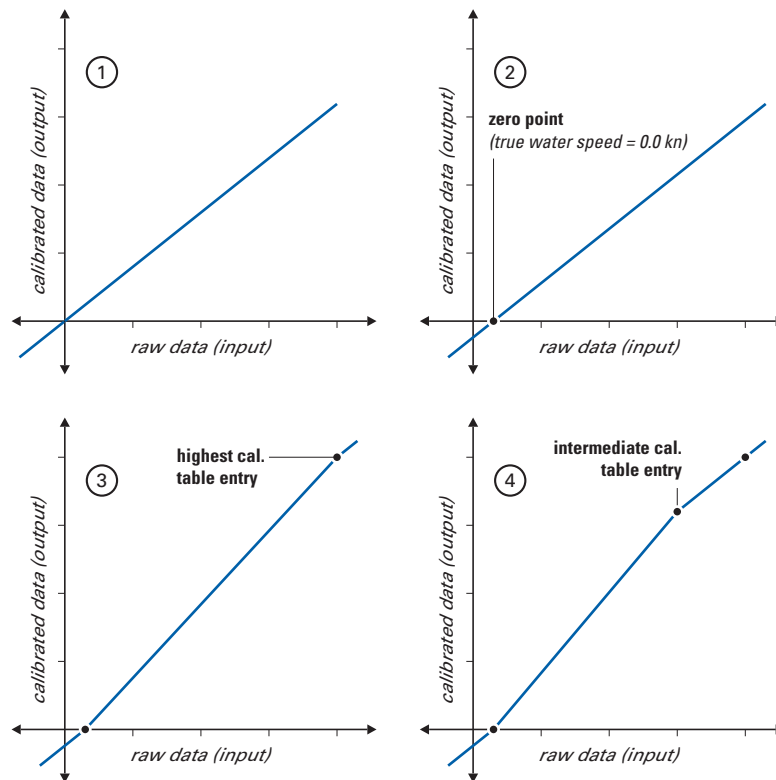 1
calibrated data (output)
raw data (input)
2
zero point
(true water speed = 0.0 kn)
calibrated data (output)
raw data (input)
3
highest cal.
table entry
calibrated data (output)
raw data (input)
4
intermediate cal.
table entry
calibrated data (output)
raw data (input)